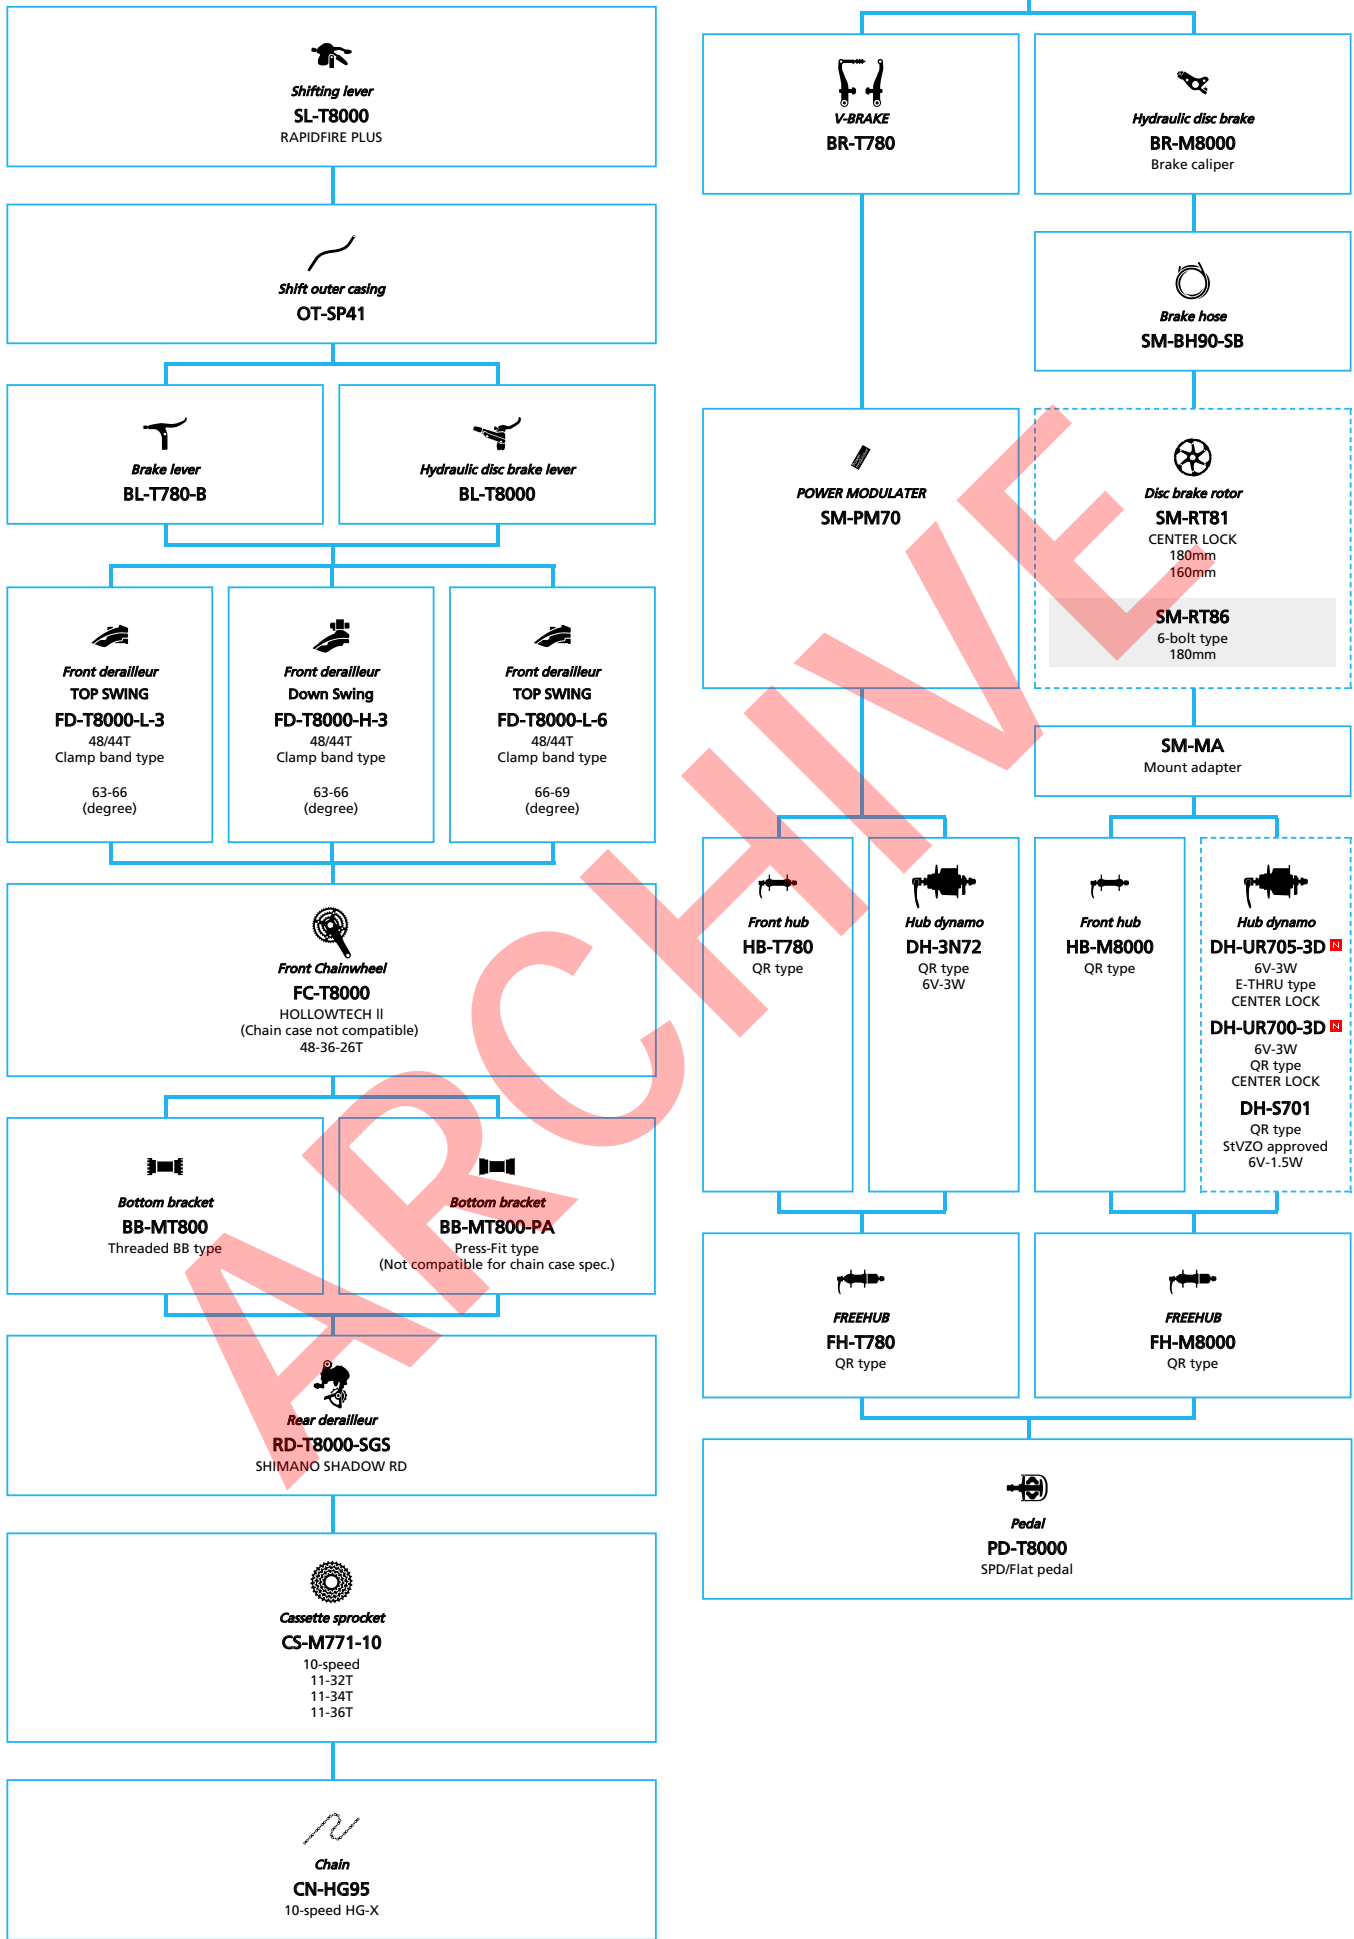 Shifting lever
SL-T8000
RAPIDFIRE PLUS
Shift outer casing
OT-SP41
Brake lever
BL-T780-B
Hydraulic disc brake lever
BL-T8000
Front derailleur
TOP SWING
FD-T8000-L-3
48/44T
Clamp band type
63-66
(degree)
Front derailleur
Down Swing
FD-T8000-H-3
48/44T
Clamp band type
63-66
(degree)
Front derailleur
TOP SWING
FD-T8000-L-6
48/44T
Clamp band type
66-69
(degree)
Front Chainwheel
FC-T8000
HOLLOWTECH II
(Chain case not compatible)
48-36-26T
Bottom bracket
BB-MT800
Threaded BB type
Bottom bracket
BB-MT800-PA
Press-Fit type
(Not compatible for chain case spec.)
Rear derailleur
RD-T8000-SGS
SHIMANO SHADOW RD
Cassette sprocket
CS-M771-10
10-speed
11-32T
11-34T
11-36T
Chain
CN-HG95
10-speed HG-X
V-BRAKE
BR-T780
Hydraulic disc brake
BR-M8000
Brake caliper
Brake hose
SM-BH90-SB
POWER MODULATER
SM-PM70
Disc brake rotor
SM-RT81
CENTER LOCK
180mm
160mm
SM-RT86
6-bolt type
180mm
SM-MA
Mount adapter
Front hub
HB-T780
QR type
Hub dynamo
DH-3N72
QR type
6V-3W
Front hub
HB-M8000
QR type
Hub dynamo
DH-UR705-3D N
6V-3W
E-THRU type
CENTER LOCK
DH-UR700-3D N
6V-3W
QR type
CENTER LOCK
DH-S701
QR type
StVZO approved
6V-1.5W
FREEHUB
FH-T780
QR type
FREEHUB
FH-M8000
QR type
Pedal
PD-T8000
SPD/Flat pedal
ARCHIVE